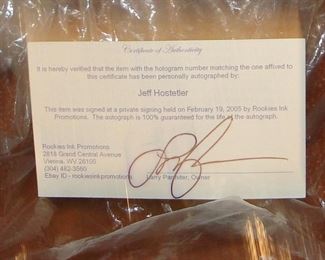 Certificate of Authenticity
It is hereby verified that the item with the hologram number matching the one affixed to
this certificate has been personally autographed by:
Jeff Hostetler
This item was signed at a private signing held on February 19, 2005 by Rookies Ink
Promotions. The autograph is 100% guaranteed for the life of the autograph.
Rookies Ink Promotions
2818 Grand Central Avenue
Vienna, WV 26105
(304) 482-3560
Ebay ID - rookiesinkpromotions Larry Pannister, Owner